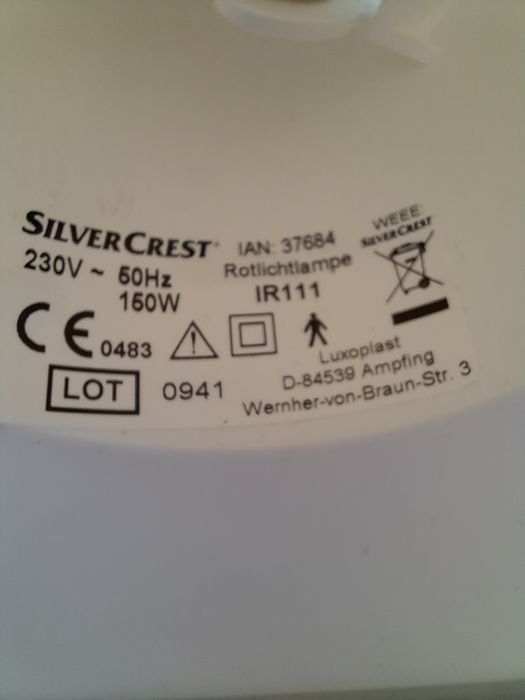 SILVERCREST
230V ~ 50Hz
150W
IAN: 37684
Rotlichtlampe
IR111
WEEE:
SILVERCREST
CE 0483
LOT 0941
Luxoplast
D-84539 Ampfing
Wernher-von-Braun-Str. 3